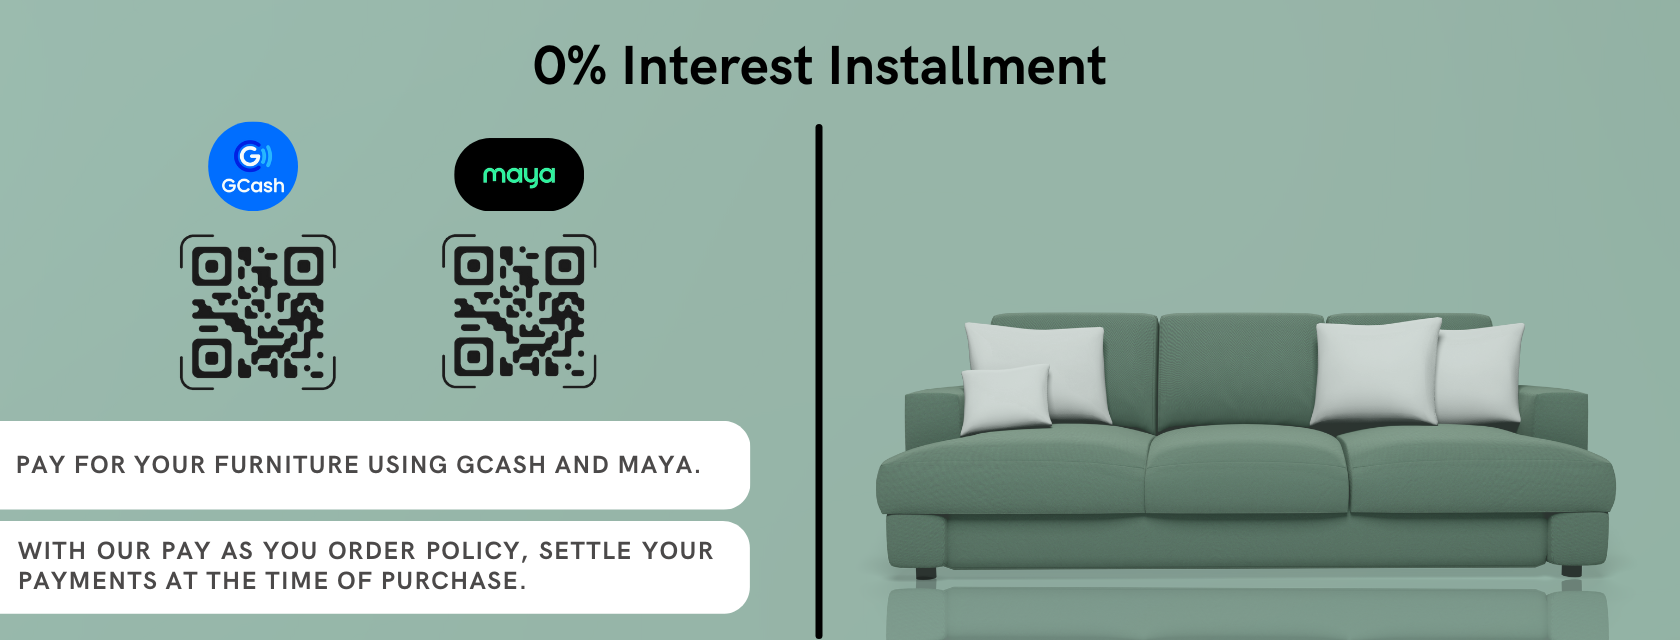 0% Interest Installment
GCash
maya
PAY FOR YOUR FURNITURE USING GCASH AND MAYA.
WITH OUR PAY AS YOU ORDER POLICY, SETTLE YOUR
PAYMENTS AT THE TIME OF PURCHASE.